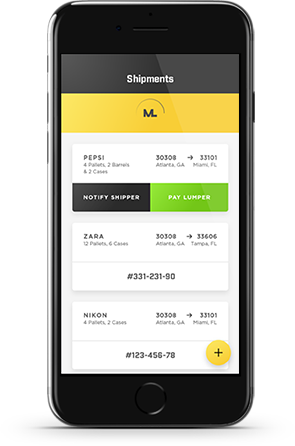 Shipments
ML
PEPSI 30308 → 33101
4 Pallets, 2 Barrels Atlanta, GA Miami, FL
& 2 Cases
NOTIFY SHIPPER PAY LUMPER
ZARA 30308 → 33606
12 Pallets, 6 Cases Atlanta, GA Tampa, FL
#331-231-90
NIKON 30308 → 33101
4 Pallets, 2 Cases Atlanta, GA Miami, FL
#123-456-78 +